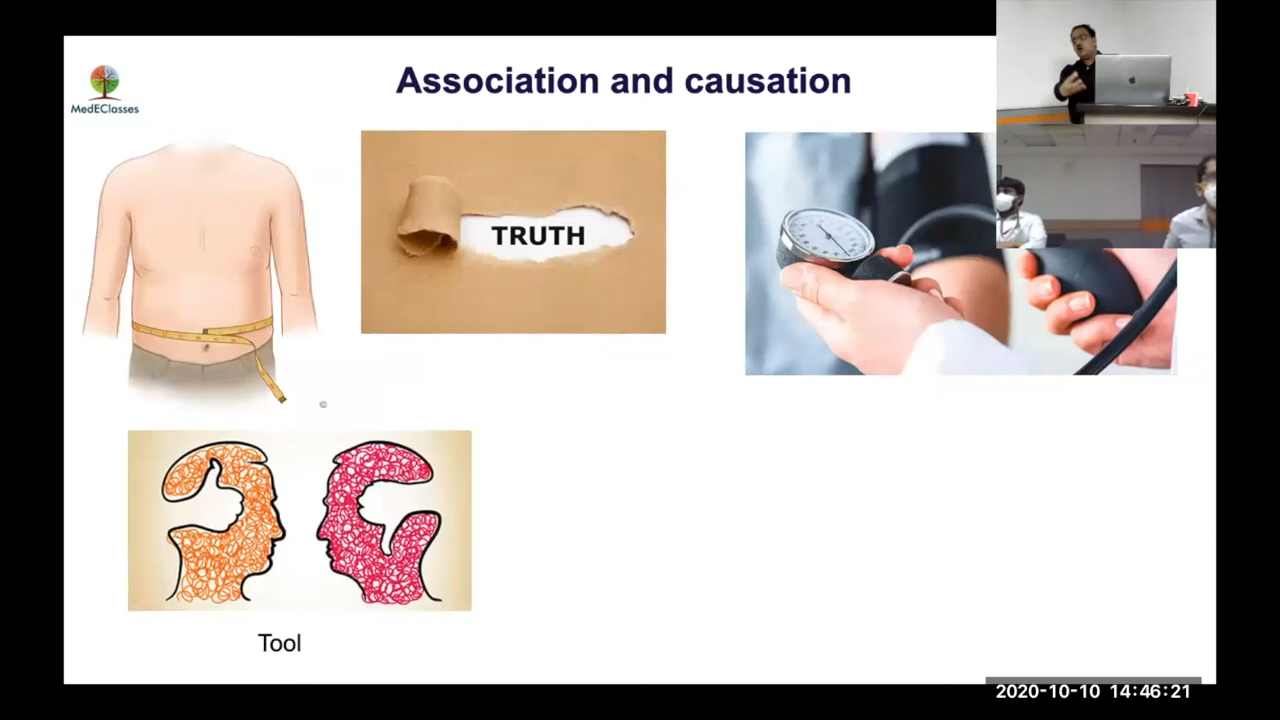 Association and causation
MedEClasses
TRUTH
©
Tool
2020-10-10 14:46:21